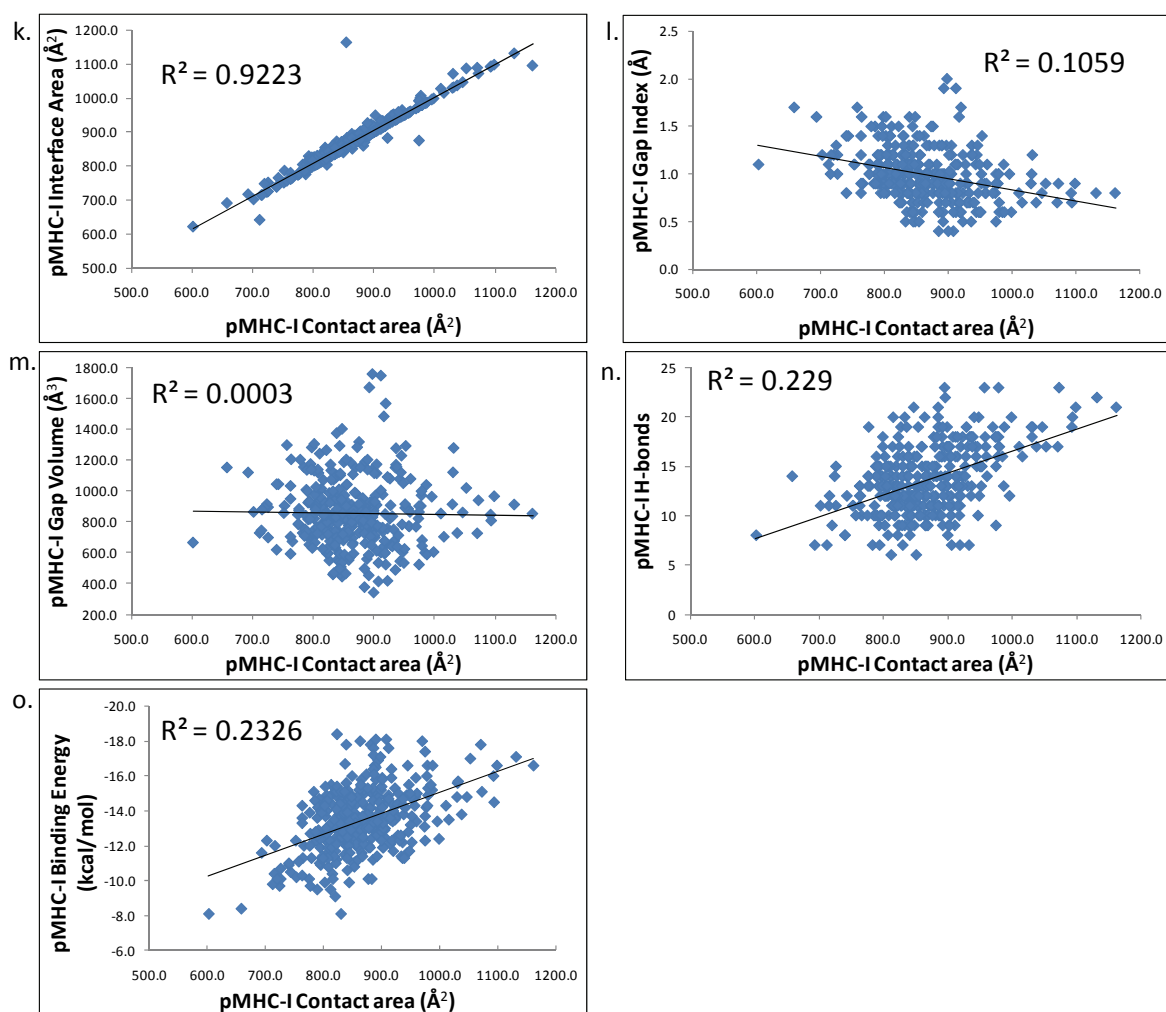 k.
pMHC-I Interface Area (Å²)
1200.0
1100.0
1000.0
900.0
800.0
700.0
600.0
500.0
R² = 0.9223
500.0 600.0 700.0 800.0 900.0 1000.0 1100.0 1200.0
pMHC-I Contact area (Å²)
l.
pMHC-I Gap Index (Å)
2.5
2.0
1.5
1.0
0.5
0.0
R² = 0.1059
500.0 600.0 700.0 800.0 900.0 1000.0 1100.0 1200.0
pMHC-I Contact area (Å²)
m.
pMHC-I Gap Volume (Å³)
1800.0
1600.0
1400.0
1200.0
1000.0
800.0
600.0
400.0
200.0
R² = 0.0003
500.0 600.0 700.0 800.0 900.0 1000.0 1100.0 1200.0
pMHC-I Contact area (Å²)
n.
pMHC-I H-bonds
25
20
15
10
5
0
R² = 0.229
500.0 600.0 700.0 800.0 900.0 1000.0 1100.0 1200.0
pMHC-I Contact area (Å²)
o.
pMHC-I Binding Energy
(kcal/mol)
-20.0
-18.0
-16.0
-14.0
-12.0
-10.0
-8.0
-6.0
R² = 0.2326
500.0 600.0 700.0 800.0 900.0 1000.0 1100.0 1200.0
pMHC-I Contact area (Å²)